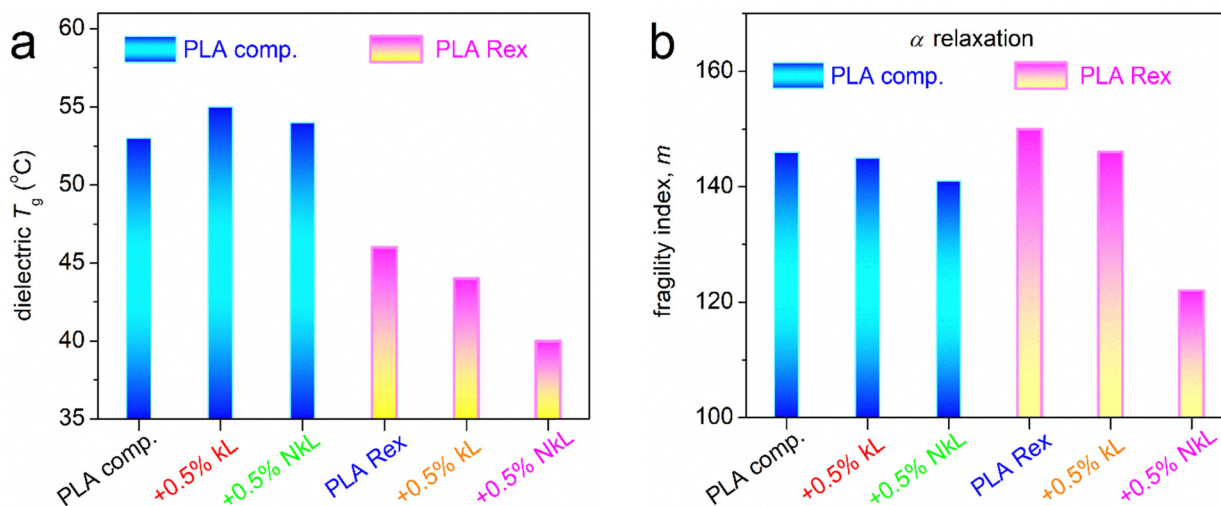 a
PLA comp.
PLA Rex
dielectric Tg (°C)
60
55
50
45
40
35
PLA comp.
+0.5% kL
+0.5% NkL
PLA Rex
+0.5% kL
+0.5% NkL
b
α relaxation
PLA comp.
PLA Rex
fragility index, m
160
140
120
100
PLA comp.
+0.5% kL
+0.5% NkL
PLA Rex
+0.5% kL
+0.5% NkL